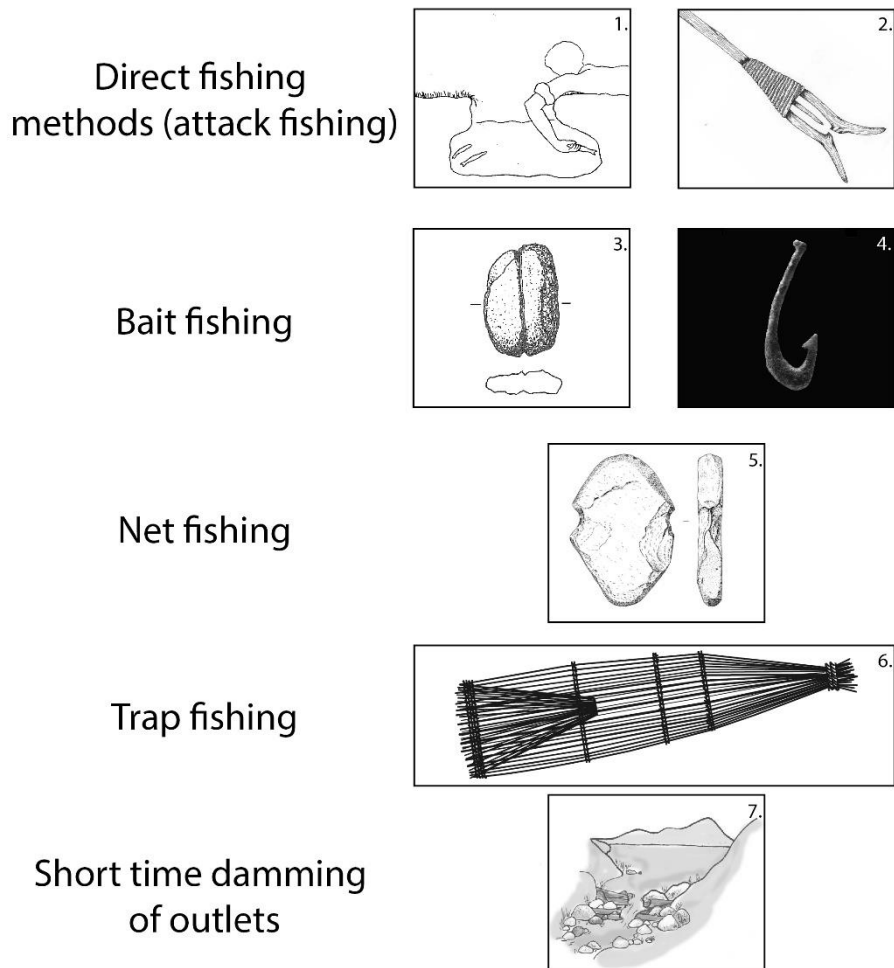 Direct fishing
methods (attack fishing)
1.
2.
Bait fishing
3.
4.
Net fishing
5.
Trap fishing
6.
Short time damming
of outlets
7.